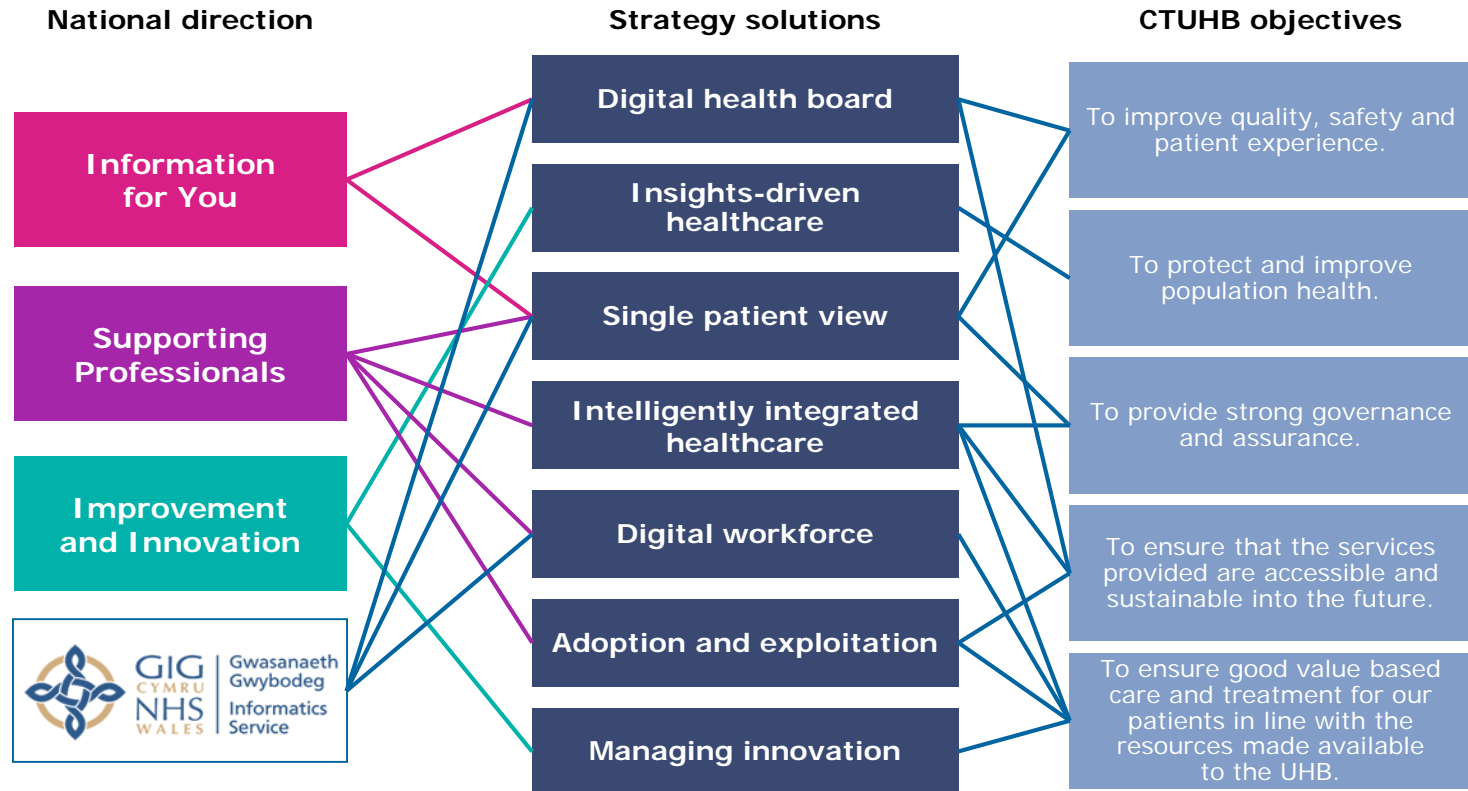 National direction
Strategy solutions
CTUHB objectives
Information
for You
Supporting
Professionals
Improvement
and Innovation
GIG
CYMRU
NHS
WALES
Gwasanaeth
Gwybodeg
Informatics
Service
Digital health board
Insights-driven
healthcare
Single patient view
Intelligently integrated
healthcare
Digital workforce
Adoption and exploitation
Managing innovation
To improve quality, safety and
patient experience.
To protect and improve
population health.
To provide strong governance
and assurance.
To ensure that the services
provided are accessible and
sustainable into the future.
To ensure good value based
care and treatment for our
patients in line with the
resources made available
to the UHB.